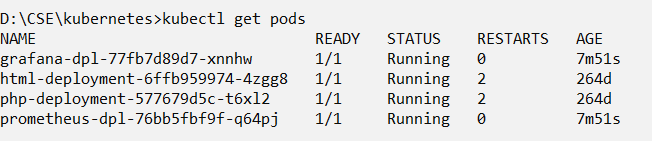 D:\CSE\kubernetes>kubectl get pods
NAME READY STATUS RESTARTS AGE
grafana-dpl-77fb7d89d7-xnnhw 1/1 Running 0 7m51s
html-deployment-6ffb959974-4zgg8 1/1 Running 2 264d
php-deployment-577679d5c-t6xl2 1/1 Running 2 264d
prometheus-dpl-76bb5fbf9f-q64pj 1/1 Running 0 7m51s